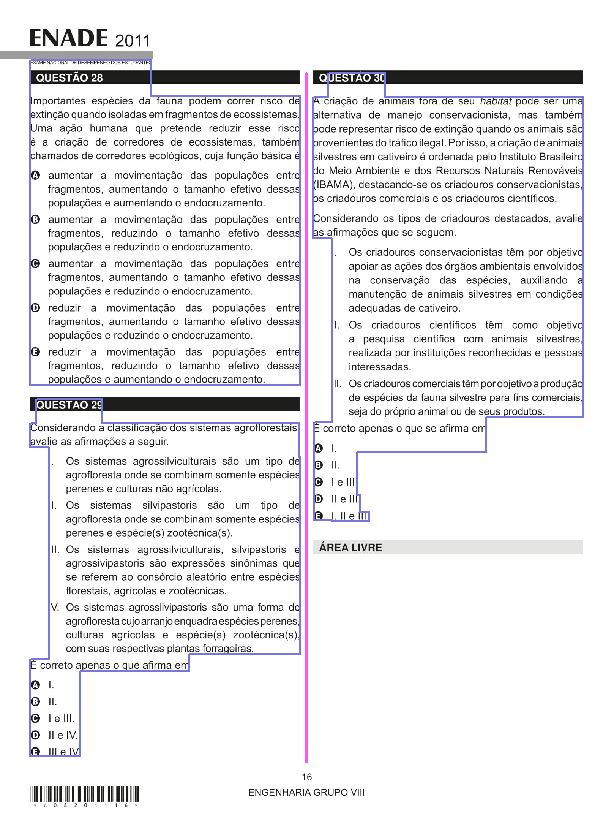 ENADE 2011
EXAME NACIONAL DE DESEMPENHO DOS ESTUDANTES
QUESTÃO 28
Importantes espécies da fauna podem correr risco de
extinção quando isoladas em fragmentos de ecossistemas.
Uma ação humana que pretende reduzir esse risco
é a criação de corredores de ecossistemas, também
chamados de corredores ecológicos, cuja função básica é
A aumentar a movimentação das populações entre
fragmentos, aumentando o tamanho efetivo dessas
populações e aumentando o endocruzamento.
B aumentar a movimentação das populações entre
fragmentos, reduzindo o tamanho efetivo dessas
populações e reduzindo o endocruzamento.
C aumentar a movimentação das populações entre
fragmentos, aumentando o tamanho efetivo dessas
populações e reduzindo o endocruzamento.
D reduzir a movimentação das populações entre
fragmentos, aumentando o tamanho efetivo dessas
populações e reduzindo o endocruzamento.
E reduzir a movimentação das populações entre
fragmentos, reduzindo o tamanho efetivo dessas
populações e aumentando o endocruzamento.
QUESTÃO 29
Considerando a classificação dos sistemas agroflorestais,
avalie as afirmações a seguir.
I. Os sistemas agrossilviculturais são um tipo de
agrofloresta onde se combinam somente espécies
perenes e culturas não agrícolas.
II. Os sistemas silvipastoris são um tipo de
agrofloresta onde se combinam somente espécies
perenes e espécie(s) zootécnica(s).
III. Os sistemas agrossilviculturais, silvipastoris e
agrossivipastoris são expressões sinônimas que
se referem ao consórcio aleatório entre espécies
florestais, agrícolas e zootécnicas.
IV. Os sistemas agrosslivipastoris são uma forma de
agrofloresta cujo arranjo enquadra espécies perenes,
culturas agrícolas e espécie(s) zootécnica(s),
com suas respectivas plantas forrageiras.
É correto apenas o que afirma em
A I.
B II.
C I e III.
D II e IV.
E III e IV.
QUESTÃO 30
A criação de animais fora de seu habitat pode ser uma
alternativa de manejo conservacionista, mas também
pode representar risco de extinção quando os animais são
provenientes do tráfico ilegal. Por isso, a criação de animais
silvestres em cativeiro é ordenada pelo Instituto Brasileiro
do Meio Ambiente e dos Recursos Naturais Renováveis
(IBAMA), destacando-se os criadouros conservacionistas,
os criadouros comerciais e os criadouros científicos.
Considerando os tipos de criadouros destacados, avalie
as afirmações que se seguem.
I. Os criadouros conservacionistas têm por objetivo
apoiar as ações dos órgãos ambientais envolvidos
na conservação das espécies, auxiliando a
manutenção de animais silvestres em condições
adequadas de cativeiro.
II. Os criadouros científicos têm como objetivo
a pesquisa científica com animais silvestres,
realizada por instituições reconhecidas e pessoas
interessadas.
III. Os criadouros comerciais têm por objetivo a produção
de espécies da fauna silvestre para fins comerciais,
seja do próprio animal ou de seus produtos.
É correto apenas o que se afirma em
A I.
B II.
C I e III.
D II e III.
E I, II e III.
ÁREA LIVRE
16
ENGENHARIA GRUPO VIII